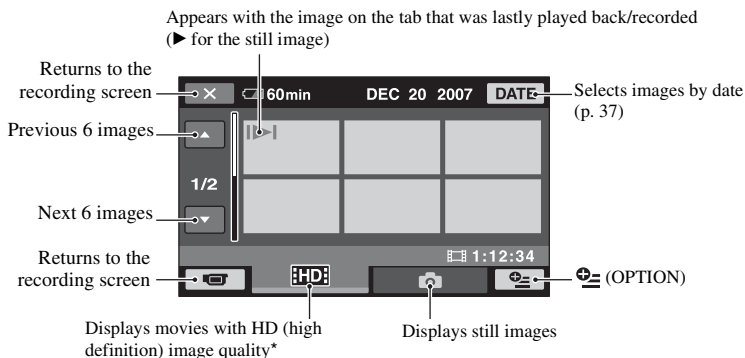 Appears with the image on the tab that was lastly played back/recorded
(▶ for the still image)
Returns to the
recording screen
60min
DEC 20 2007
DATE
Selects images by date
(p. 37)
Previous 6 images
1/2
Next 6 images
1:12:34
Returns to the
recording screen
HD
(OPTION)
Displays movies with HD (high
definition) image quality*
Displays still images